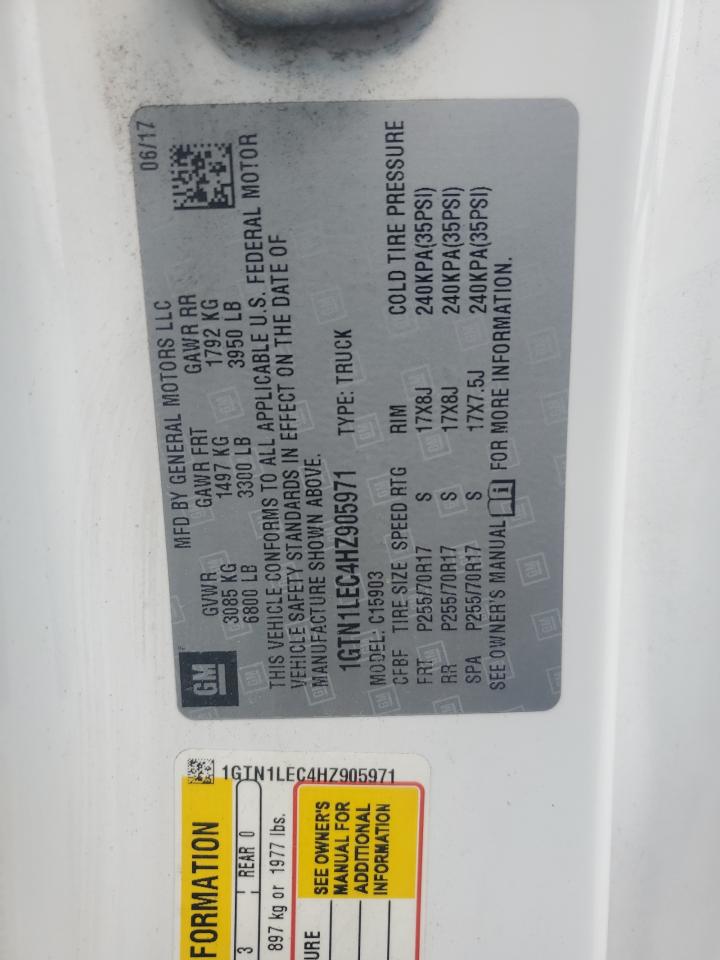 06/17
MFD BY GENERAL MOTORS LLC
GVWR GAWR FRT GAWR RR
3085 KG 1497 KG 1792 KG
6800 LB 3300 LB 3950 LB
GM
THIS VEHICLE CONFORMS TO ALL APPLICABLE U.S. FEDERAL MOTOR
VEHICLE SAFETY STANDARDS IN EFFECT ON THE DATE OF
MANUFACTURE SHOWN ABOVE.
1GTN1LEC4HZ905971 TYPE: TRUCK
MODEL: C15903
CFBF TIRE SIZE SPEED RTG RIM COLD TIRE PRESSURE
FRT P255/70R17 S 17X8J 240KPA(35PSI)
RR P255/70R17 S 17X8J 240KPA(35PSI)
SPA P255/70R17 S 17X7.5J 240KPA(35PSI)
SEE OWNER'S MANUAL FOR MORE INFORMATION.
1GTN1LEC4HZ905971
FORMATION
3 REAR 0
897 kg or 1977 lbs.
URE
SEE OWNER'S
MANUAL FOR
ADDITIONAL
INFORMATION